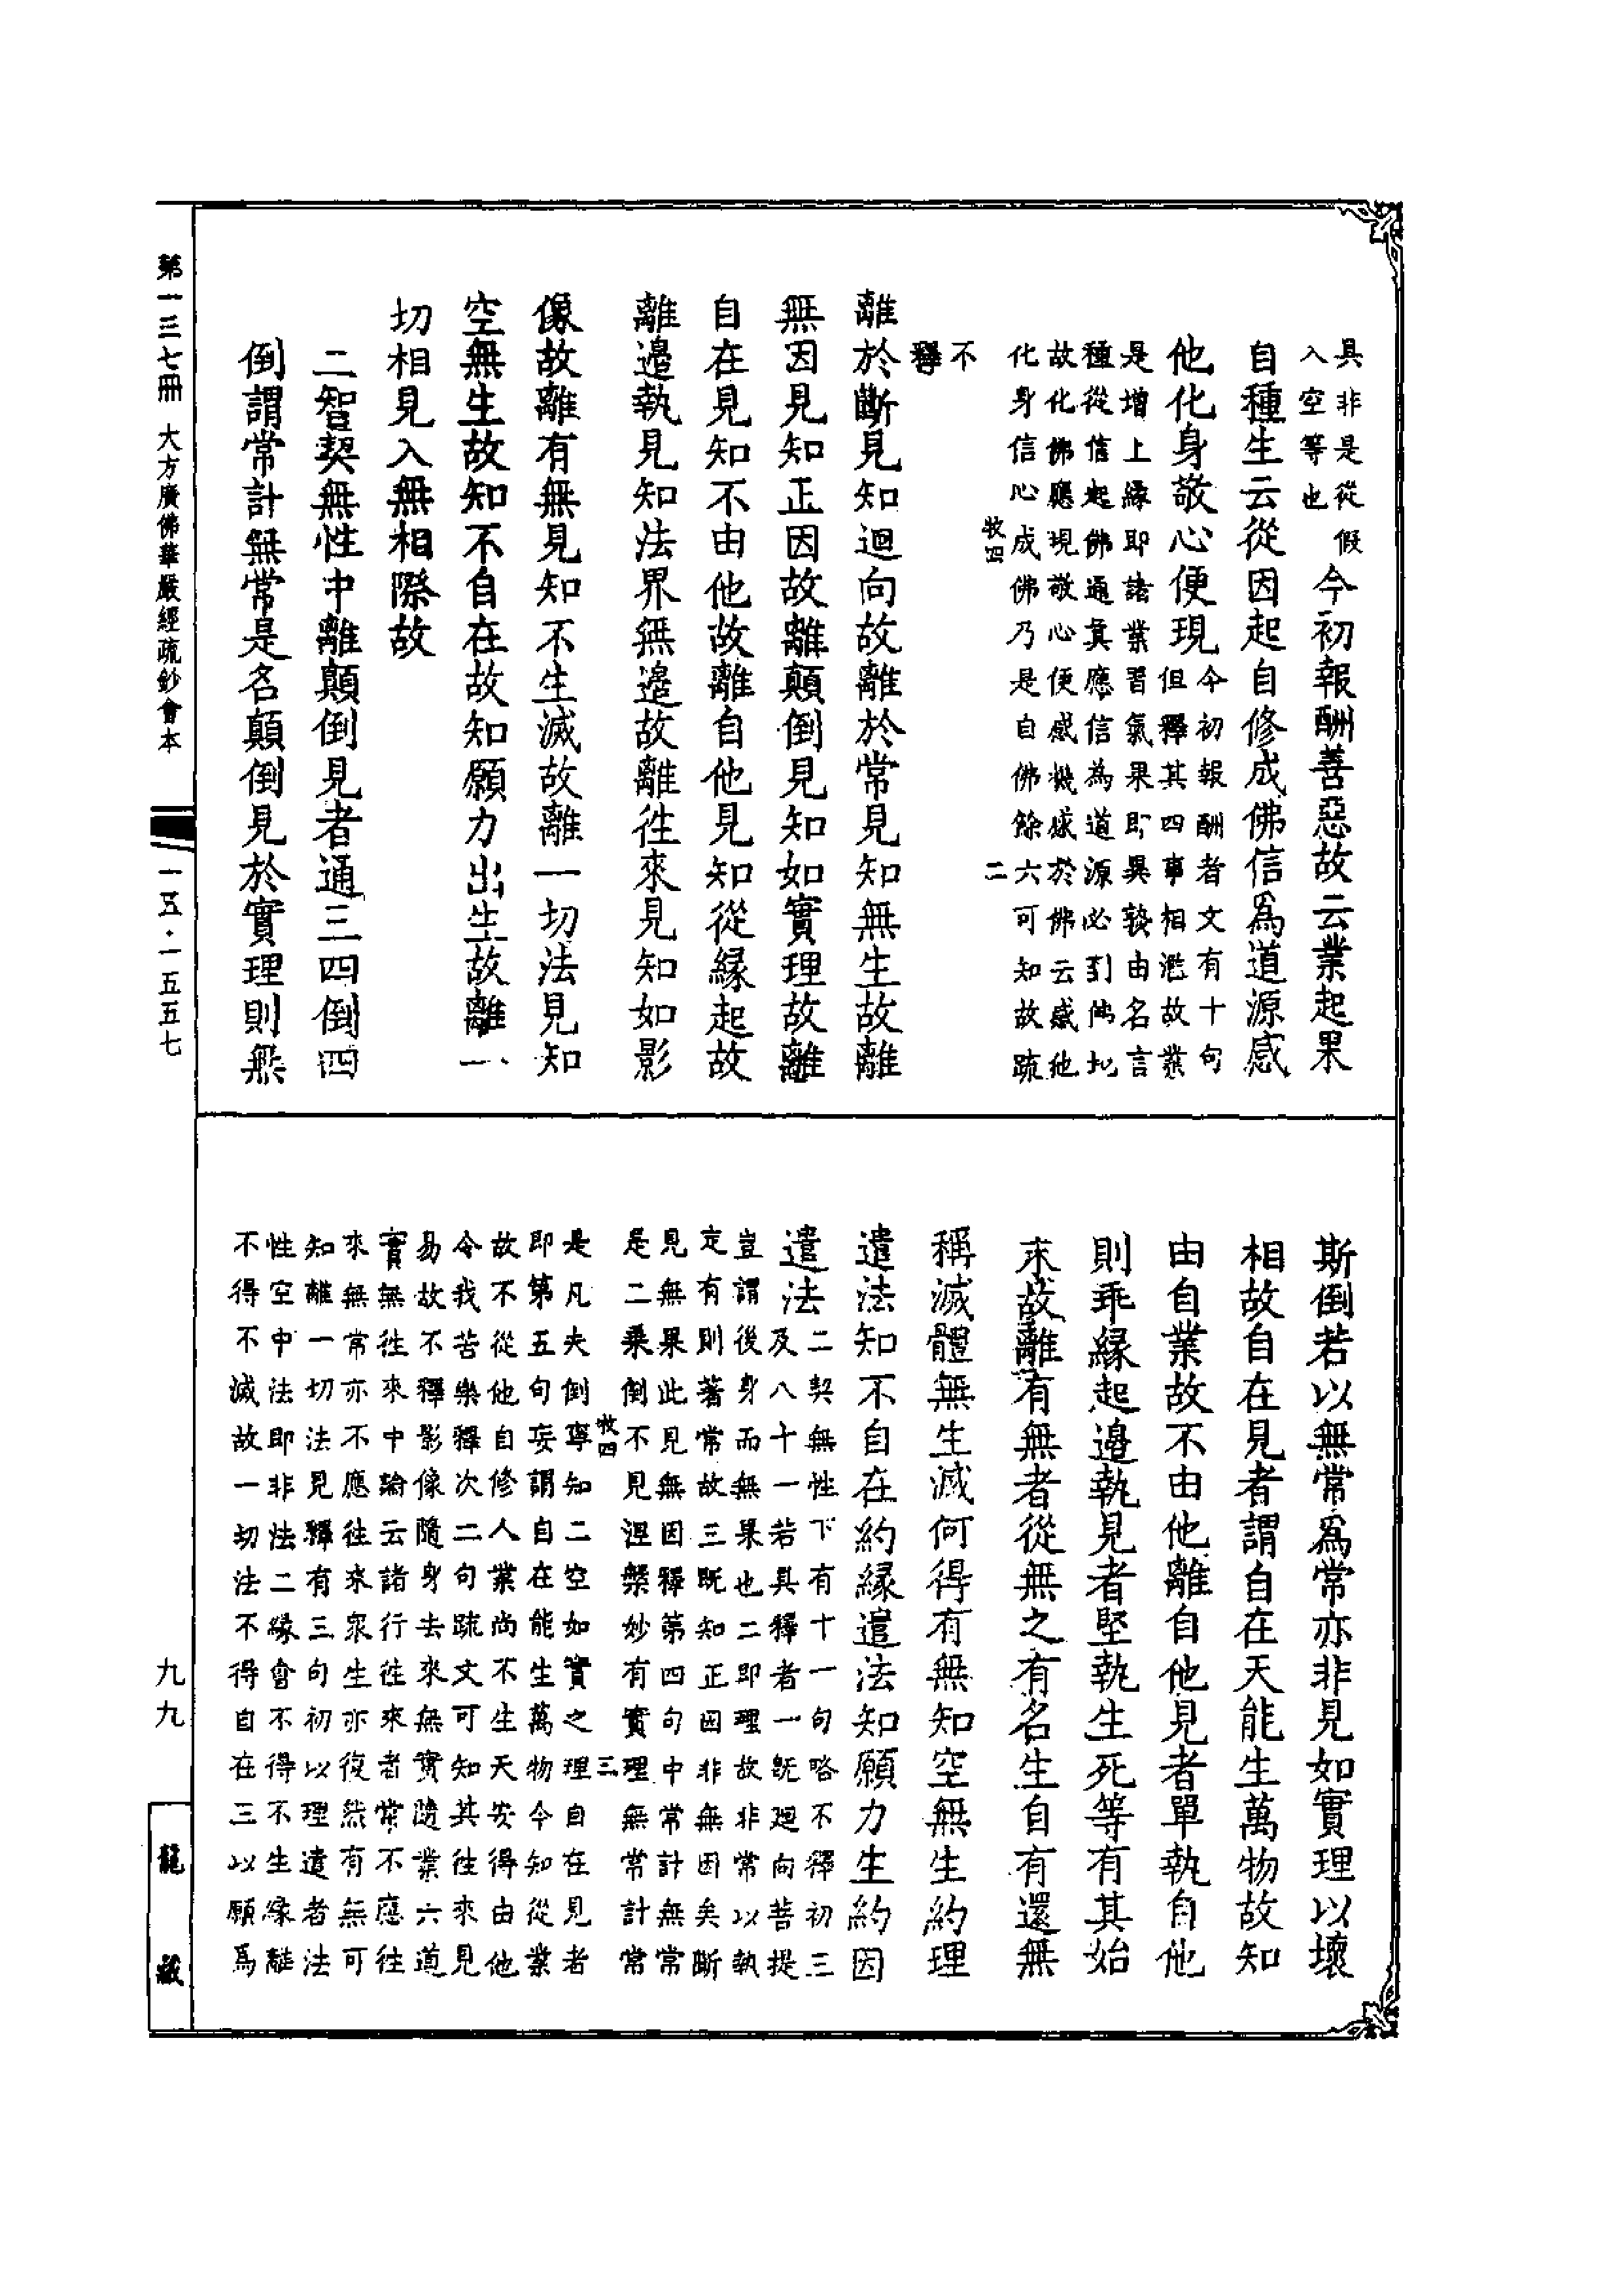 具非是從假
入空等也
今初報酬善惡故云業起果
自種生云從因起自修成佛信爲道源感
他化身敬心便現
今初報酬者文有十句
但釋其四事相濫故業
是增上緣即諸業習氣果即異熟由名言
種從信起佛通真應信為道源必到佛地
故化佛應現敬心便感機感於佛云感他
化身信心成佛乃是自佛餘六可知故疏
牧四
二
不
釋
離於斷見知迴向故離於常見知無生故離
無因見知正因故離顛倒見知如實理故離
自在見知不由他故離自他見知從緣起故
離邊執見知法界無邊故離徃來見知如影
像故離有無見知不生滅故離一切法見知
空無生故知不自在故知願力出生故離一
切相見入無相際故
二智契無性中離顛倒見者通三四倒四
倒謂常計無常是名顛倒見於實理則無
斯倒若以無常爲常亦非見如實理以壞
相故自在見者謂自在天能生萬物故知
由自業故不由他離自他見者單執自他
則乖緣起邊執見者堅執生死等有其始
末故離有無者從無之有名生自有還無
稱滅體無生滅何得有無知空無生約理
遣法知不自在約緣遣法知願力生約因
遣法
二契無性下有十一句略不釋初三
及八十一若具釋者一既迴向菩提
豈謂後身而無果也二即理故非常以執
定有則著常故三既知正因非無因矣斷
見無果此見無因釋第四句中常計無常
是二乘倒不見涅槃妙有實理無常計常
牧四
三
是凡夫倒寧知二空如實之理自在見者
即第五句妄謂自在能生萬物今知從業
故不從他自修人業尚不生天安得由他
令我苦樂釋次二句疏文可知其徃來見
易故不釋影像隨身去來無實隨業六道
實無徃來中論云諸行徃來者常不應徃
來無常亦不應徃來衆生亦復然有無可
知離一切法見釋有三句初以理遣者法
性空中法即非法二緣會不得不生緣離
不得不滅故一切法不得自在三以願爲
第一三七冊 大方廣佛華嚴經疏鈔會本
一五·一五五七
九九
龍藏